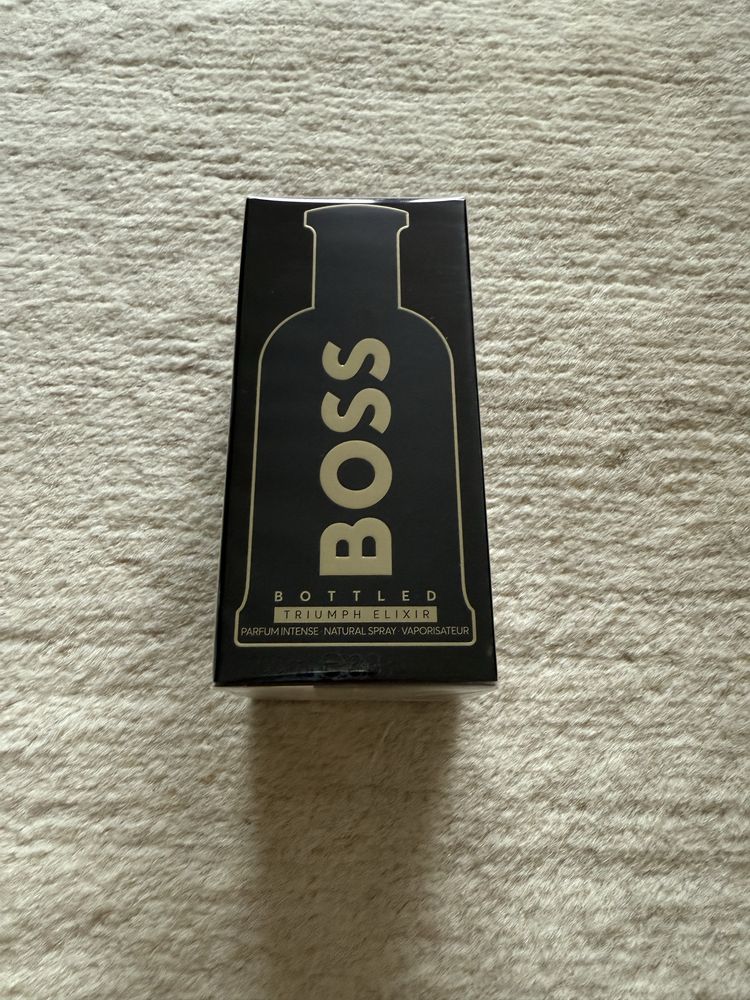 BOSS
BOTTLED
TRIUMPH ELIXIR
PARFUM INTENSE · NATURAL SPRAY · VAPORISATEUR